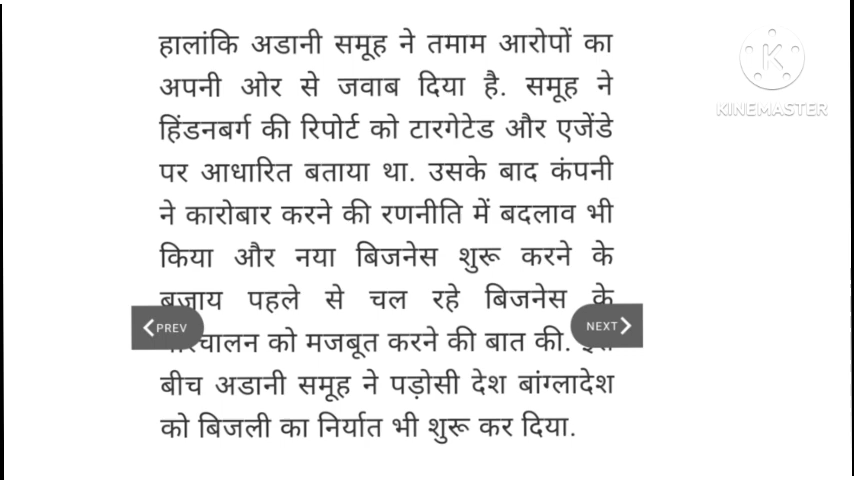 हालांकि अडानी समूह ने तमाम आरोपों का
अपनी ओर से जवाब दिया है. समूह ने
हिंडनबर्ग की रिपोर्ट को टारगेटेड और एजेंडे
पर आधारित बताया था. उसके बाद कंपनी
ने कारोबार करने की रणनीति में बदलाव भी
किया और नया बिजनेस शुरू करने के
बजाय पहले से चल रहे बिजनेस के
को मजबूत करने की बात की.
बीच अडानी समूह ने पड़ोसी देश बांग्लादेश
को बिजली का निर्यात भी शुरू कर दिया.
PREV
NEXT
K
KINEMASTER